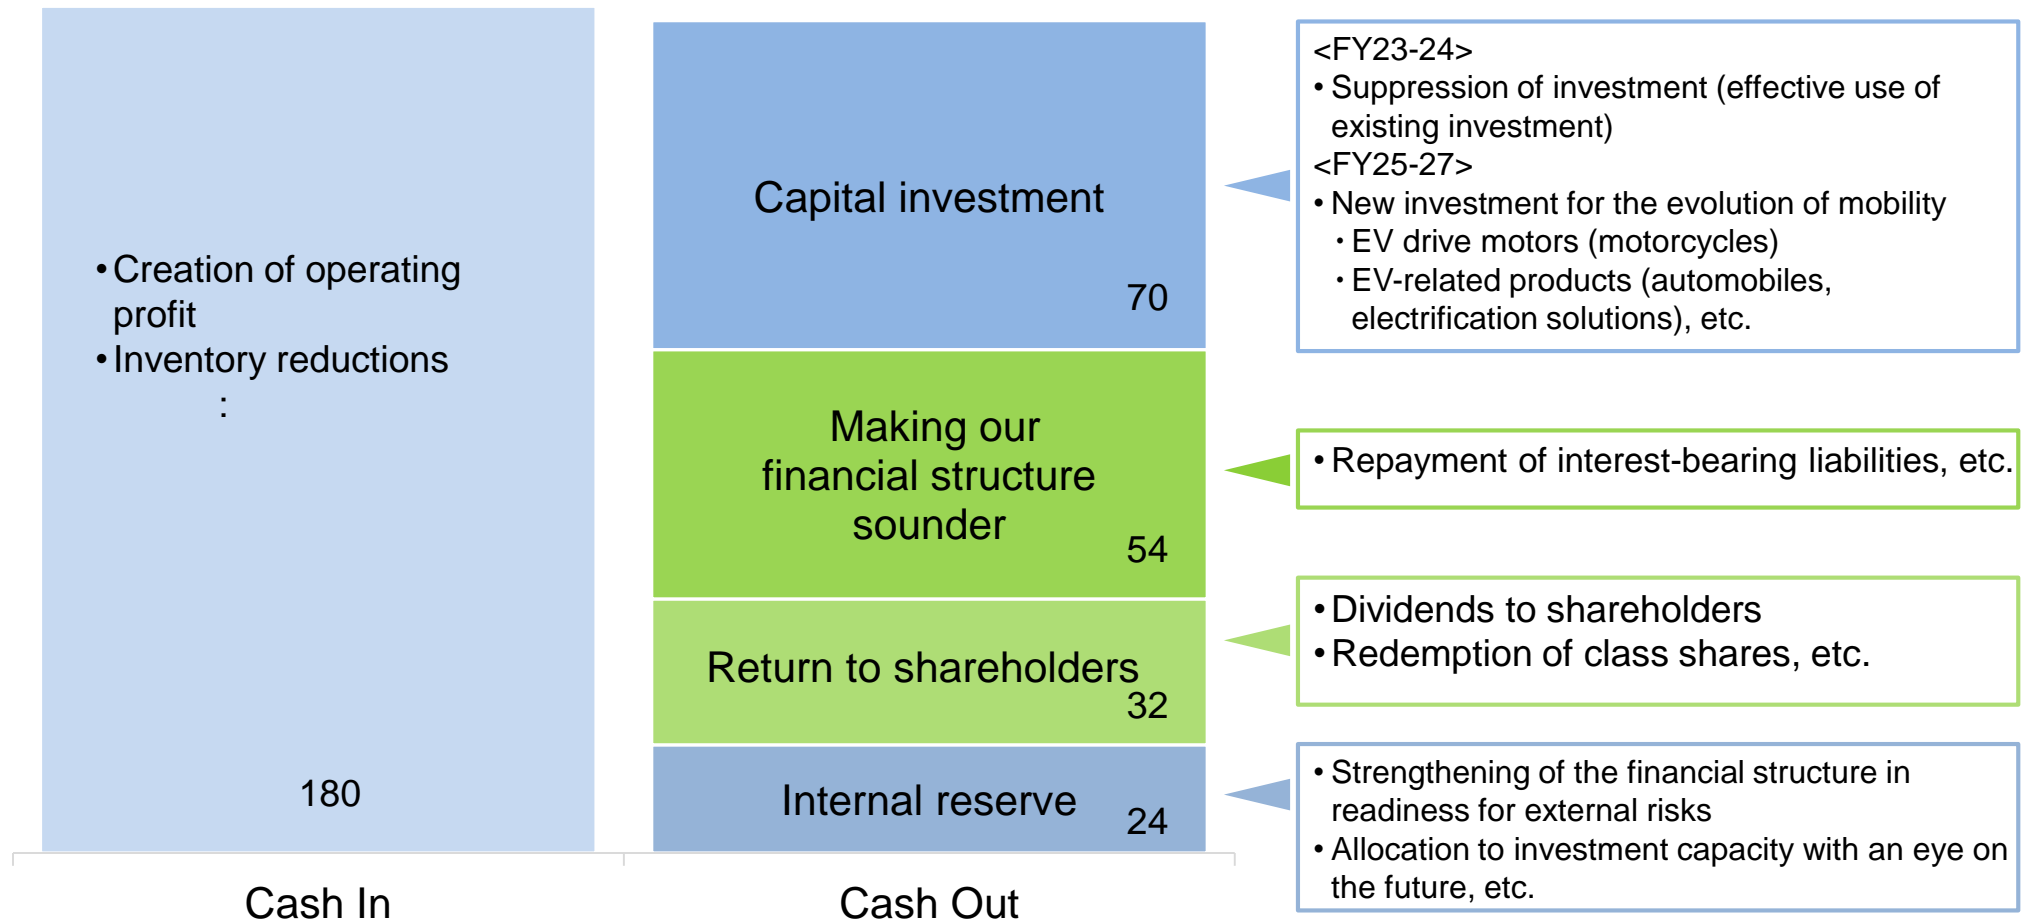 • Creation of operating
profit
• Inventory reductions
:
180
Cash In
Capital investment
70
Making our
financial structure
sounder
54
Return to shareholders
32
Internal reserve
24
Cash Out
<FY23-24>
• Suppression of investment (effective use of
existing investment)
<FY25-27>
• New investment for the evolution of mobility
・EV drive motors (motorcycles)
・EV-related products (automobiles,
electrification solutions), etc.
• Repayment of interest-bearing liabilities, etc.
• Dividends to shareholders
• Redemption of class shares, etc.
• Strengthening of the financial structure in
readiness for external risks
• Allocation to investment capacity with an eye on
the future, etc.